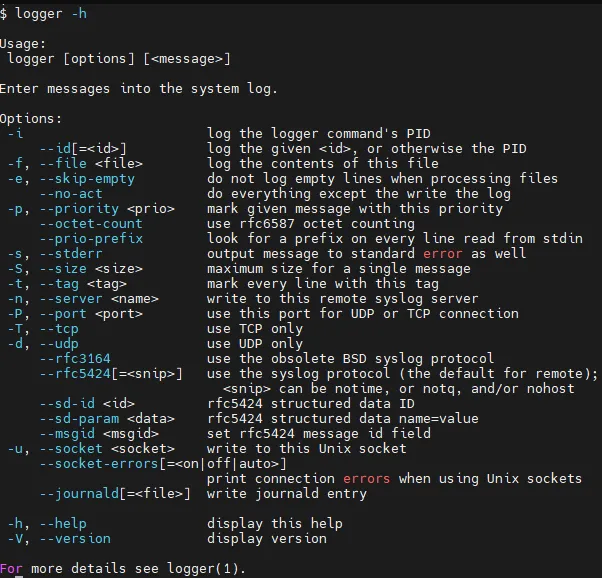 $ logger -h
Usage:
logger [options] [<message>]
Enter messages into the system log.
Options:
-i log the logger command's PID
--id[=<id>] log the given <id>, or otherwise the PID
-f, --file <file> log the contents of this file
-e, --skip-empty do not log empty lines when processing files
--no-act do everything except the write the log
-p, --priority <prio> mark given message with this priority
--octet-count use rfc6587 octet counting
--prio-prefix look for a prefix on every line read from stdin
-s, --stderr output message to standard error as well
-S, --size <size> maximum size for a single message
-t, --tag <tag> mark every line with this tag
-n, --server <name> write to this remote syslog server
-P, --port <port> use this port for UDP or TCP connection
-T, --tcp use TCP only
-d, --udp use UDP only
--rfc3164 use the obsolete BSD syslog protocol
--rfc5424[=<snip>] use the syslog protocol (the default for remote);
<snip> can be notime, or notq, and/or nohost
--sd-id <id> rfc5424 structured data ID
--sd-param <data> rfc5424 structured data name=value
--msgid <msgid> set rfc5424 message id field
-u, --socket <socket> write to this Unix socket
--socket-errors[=<on|off|auto>]
print connection errors when using Unix sockets
--journald[=<file>] write journald entry
-h, --help display this help
-V, --version display version
For more details see logger(1).